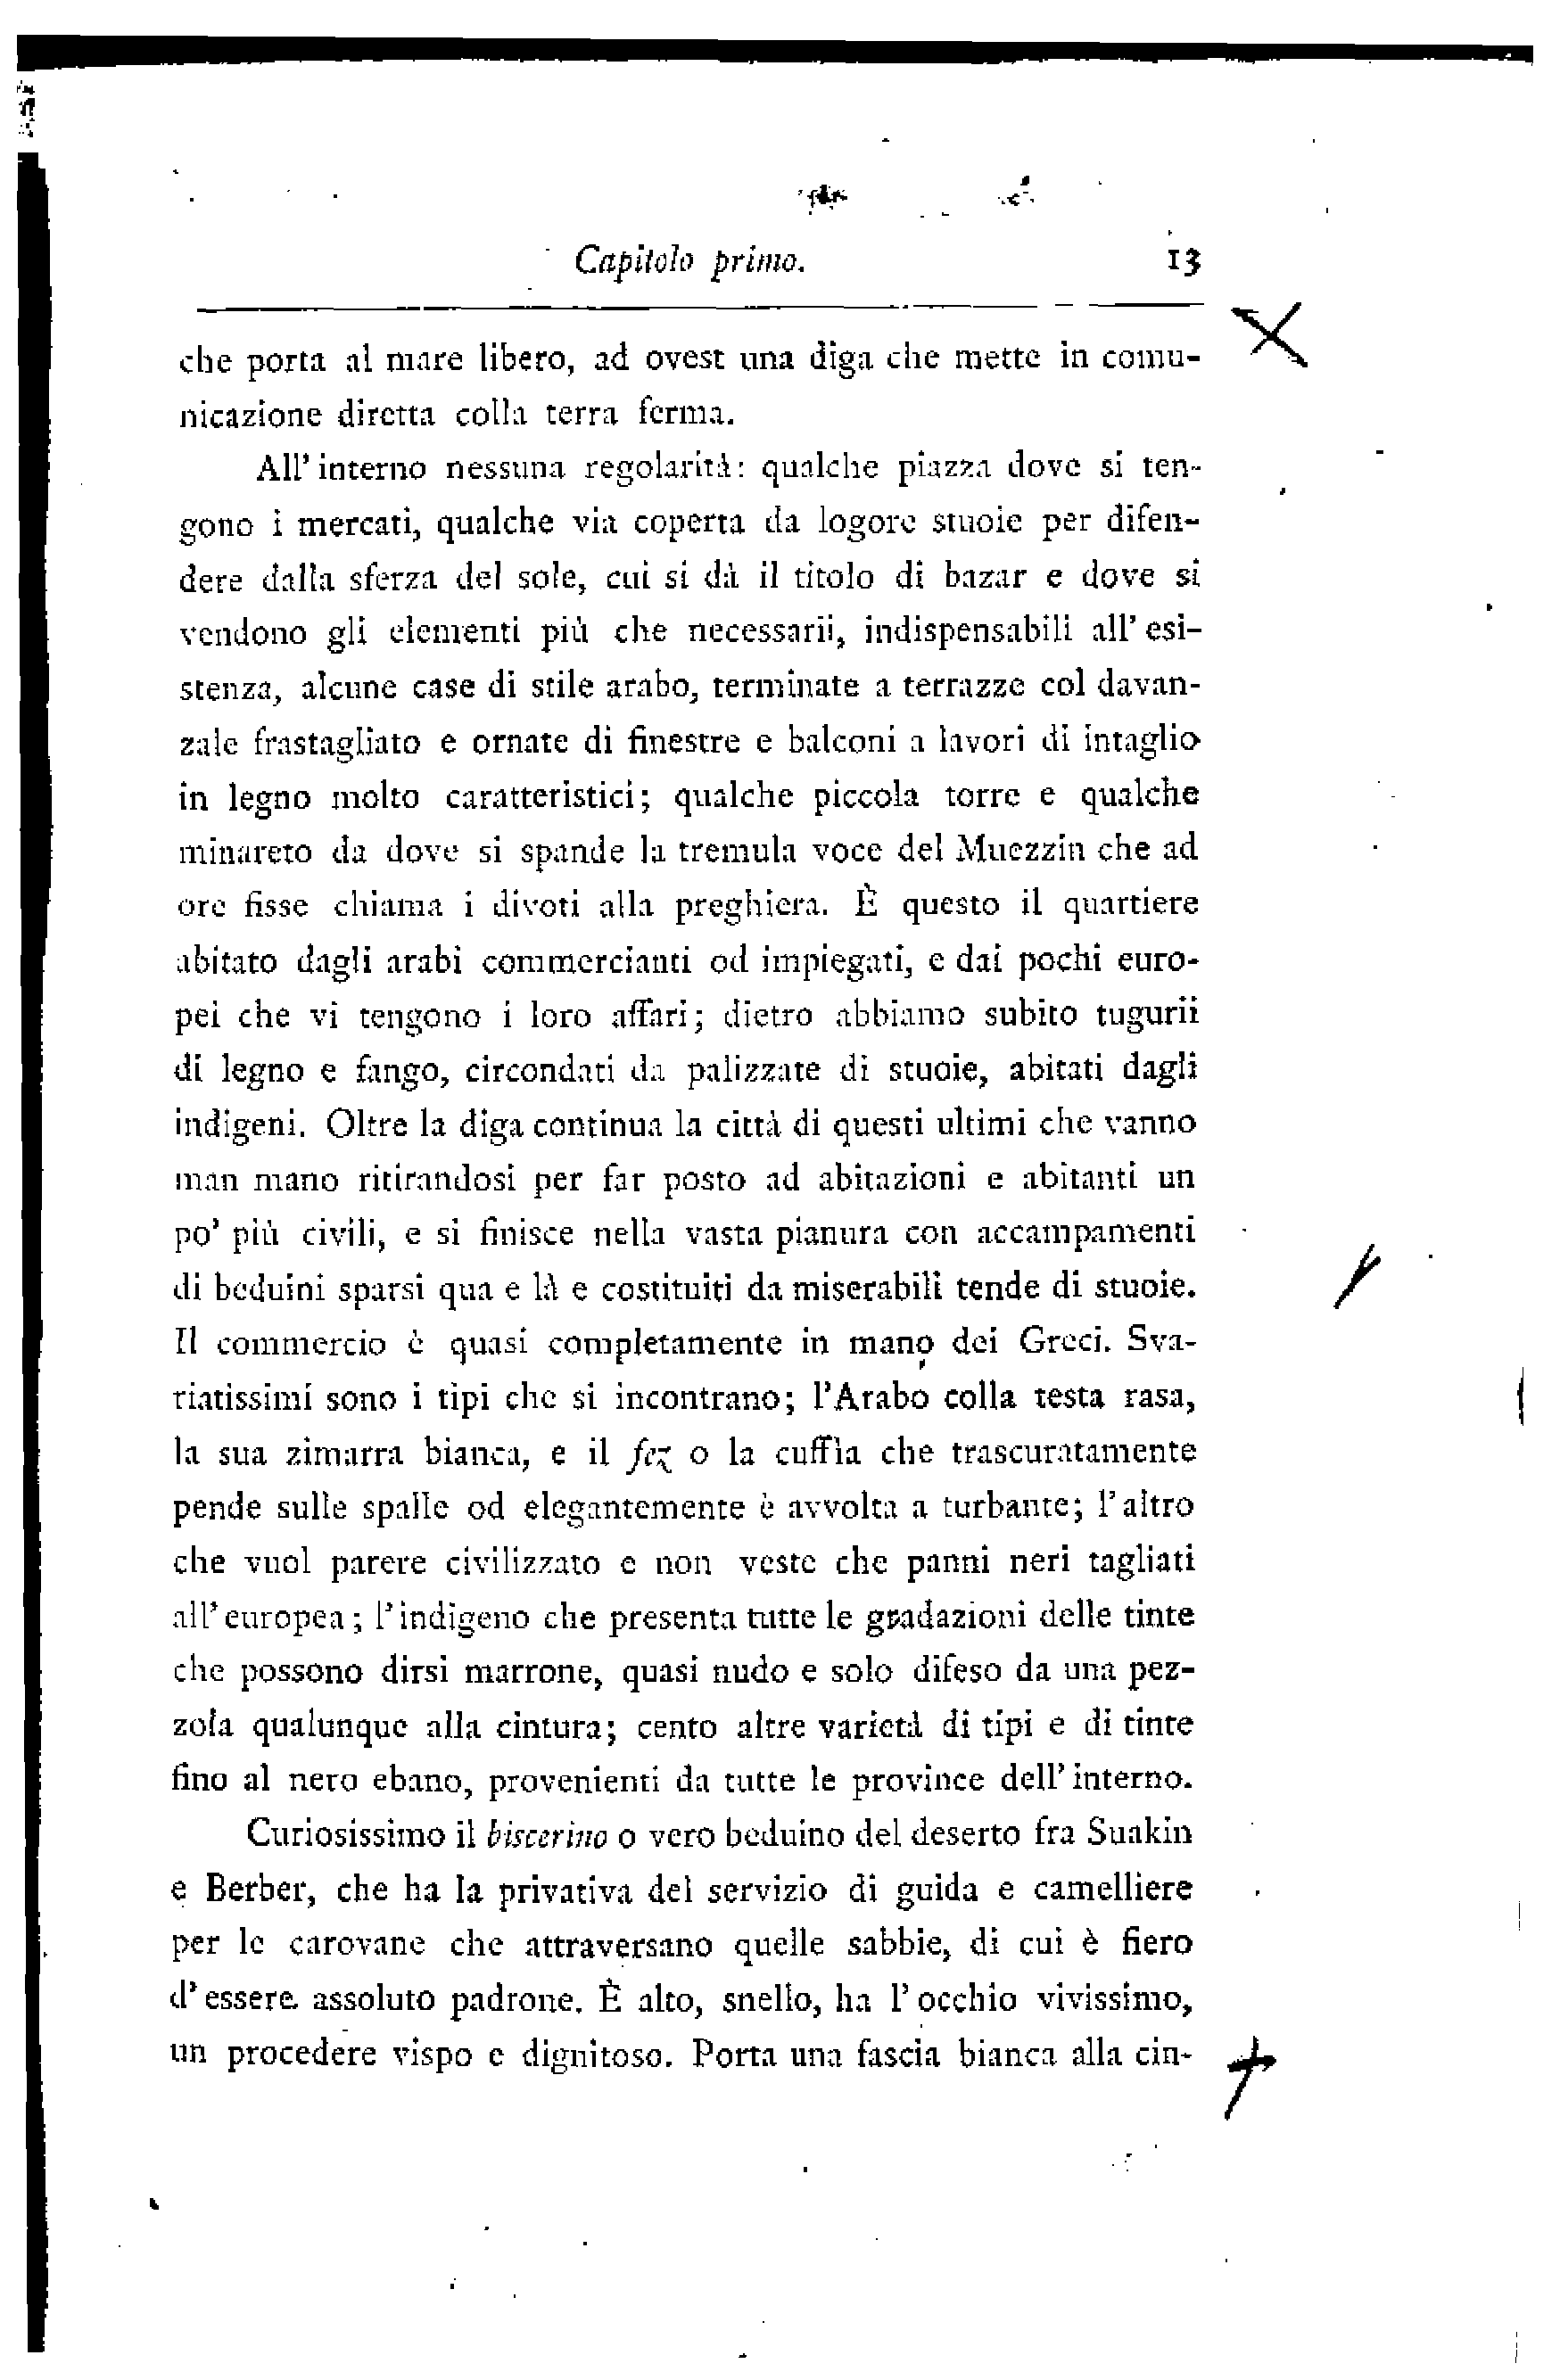 Capitolo primo. 13
che porta al mare libero, ad ovest una diga che mette in comu-
nicazione diretta colla terra ferma.
All' interno nessuna regolarità: qualche piazza dove si ten-
gono i mercati, qualche via coperta da logore stuoie per difen-
dere dalla sferza del sole, cui si dà il titolo di bazar e dove si
vendono gli elementi più che necessarii, indispensabili all' esi-
stenza, alcune case di stile arabo, terminate a terrazze col davan-
zale frastagliato e ornate di finestre e balconi a lavori di intaglio
in legno molto caratteristici; qualche piccola torre e qualche
minareto da dove si spande la tremula voce del Muezzin che ad
ore fisse chiama i divoti alla preghiera. È questo il quartiere
abitato dagli arabi commercianti od impiegati, e dai pochi euro-
pei che vi tengono i loro affari; dietro abbiamo subito tugurii
di legno e fango, circondati da palizzate di stuoie, abitati dagli
indigeni. Oltre la diga continua la città di questi ultimi che vanno
man mano ritirandosi per far posto ad abitazioni e abitanti un
po' più civili, e si finisce nella vasta pianura con accampamenti
di beduini sparsi qua e là e costituiti da miserabili tende di stuoie.
Il commercio è quasi completamente in mano dei Greci. Sva-
riatissimi sono i tipi che si incontrano; l'Arabo colla testa rasa,
la sua zimarra bianca, e il fez o la cuffia che trascuratamente
pende sulle spalle od elegantemente è avvolta a turbante; l' altro
che vuol parere civilizzato e non veste che panni neri tagliati
all' europea; l' indigeno che presenta tutte le gradazioni delle tinte
che possono dirsi marrone, quasi nudo e solo difeso da una pez-
zola qualunque alla cintura; cento altre varietà di tipi e di tinte
fino al nero ebano, provenienti da tutte le province dell' interno.
Curiosissimo il biscerino o vero beduino del deserto fra Suakin
e Berber, che ha la privativa del servizio di guida e camelliere
per le carovane che attraversano quelle sabbie, di cui è fiero
d' essere assoluto padrone. È alto, snello, ha l' occhio vivissimo,
un procedere vispo e dignitoso. Porta una fascia bianca alla cin-